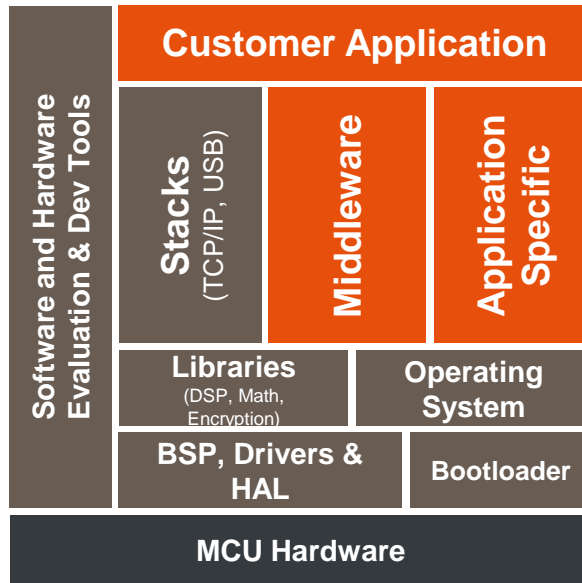 Customer Application
Software and Hardware
Evaluation & Dev Tools
Stacks
(TCP/IP, USB)
Middleware
Application
Specific
Libraries
(DSP, Math,
Encryption)
Operating
System
BSP, Drivers &
HAL
Bootloader
MCU Hardware